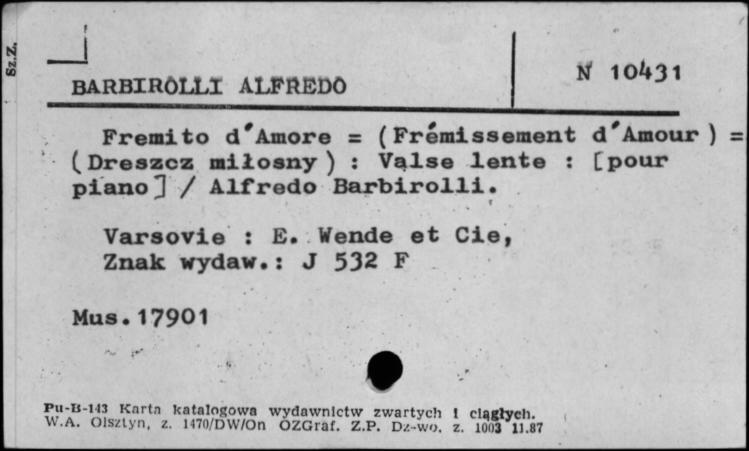 Sz.Z.
N 10431
BARBIROLLI ALFREDO
Fremito d'Amore = (Frémissement d'Amour) =
(Dreszcz miłosny) : Valse lente : [pour
piano] / Alfredo Barbirolli.
Varsovie : E. Wende et Cie,
Znak wydaw.: J 532 F
Mus. 17901
Pu-B-143 Karta katalogowa wydawnictw zwartych i ciągłych.
W.A. Olsztyn, z. 1470/DW/On OZGraf. Z.P. Dz-wo. z. 1003 11.87